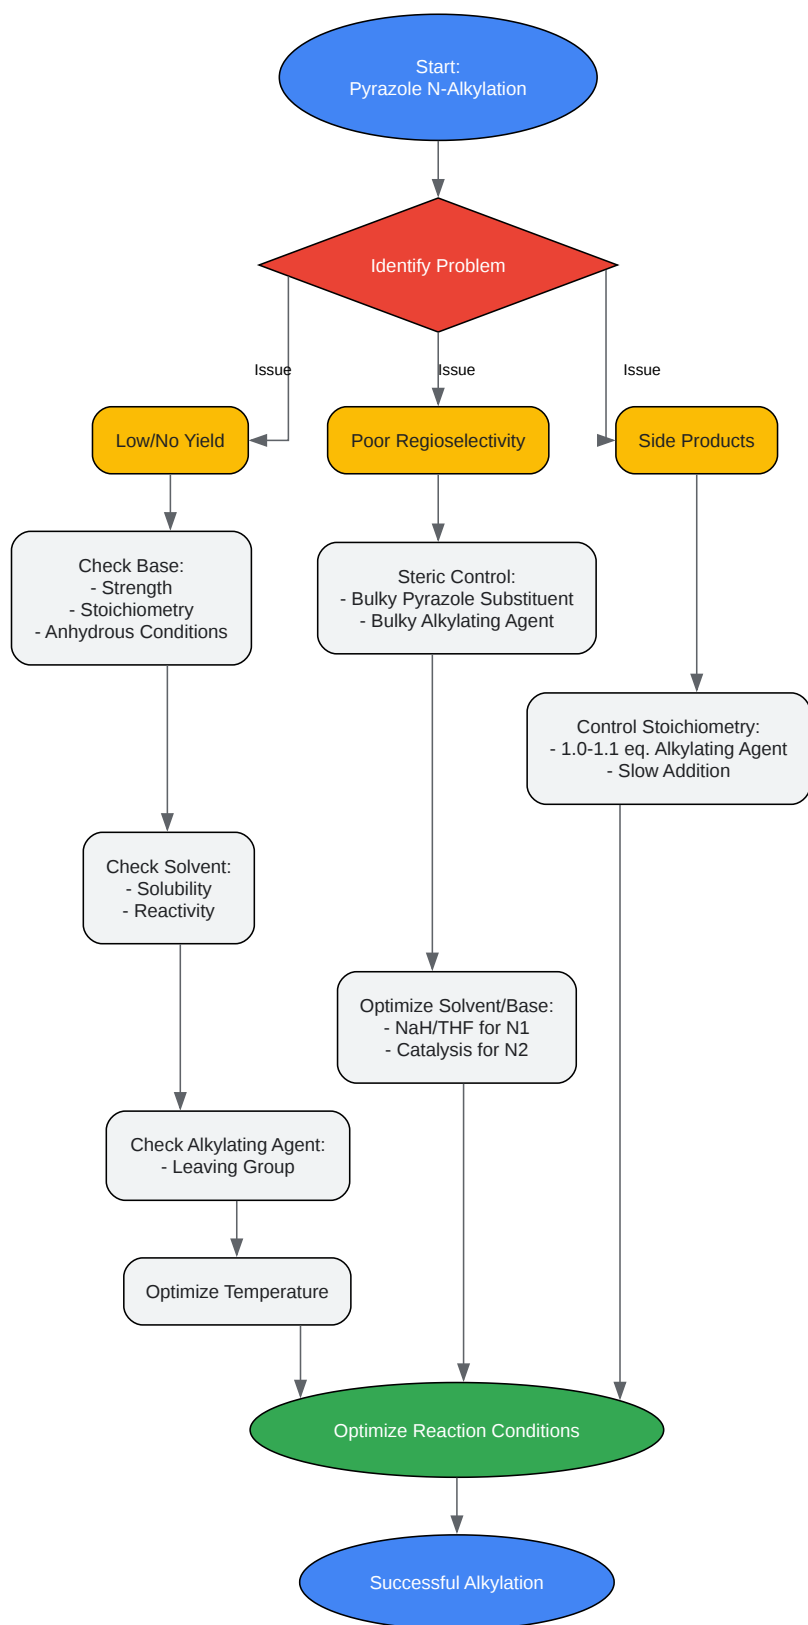 Start:
Pyrazole N-Alkylation
Identify Problem
Issue
Issue
Issue
Low/No Yield
Poor Regioselectivity
Side Products
Check Base:
- Strength
- Stoichiometry
- Anhydrous Conditions
Steric Control:
- Bulky Pyrazole Substituent
- Bulky Alkylating Agent
Control Stoichiometry:
- 1.0-1.1 eq. Alkylating Agent
- Slow Addition
Check Solvent:
- Solubility
- Reactivity
Optimize Solvent/Base:
- NaH/THF for N1
- Catalysis for N2
Check Alkylating Agent:
- Leaving Group
Optimize Temperature
Optimize Reaction Conditions
Successful Alkylation